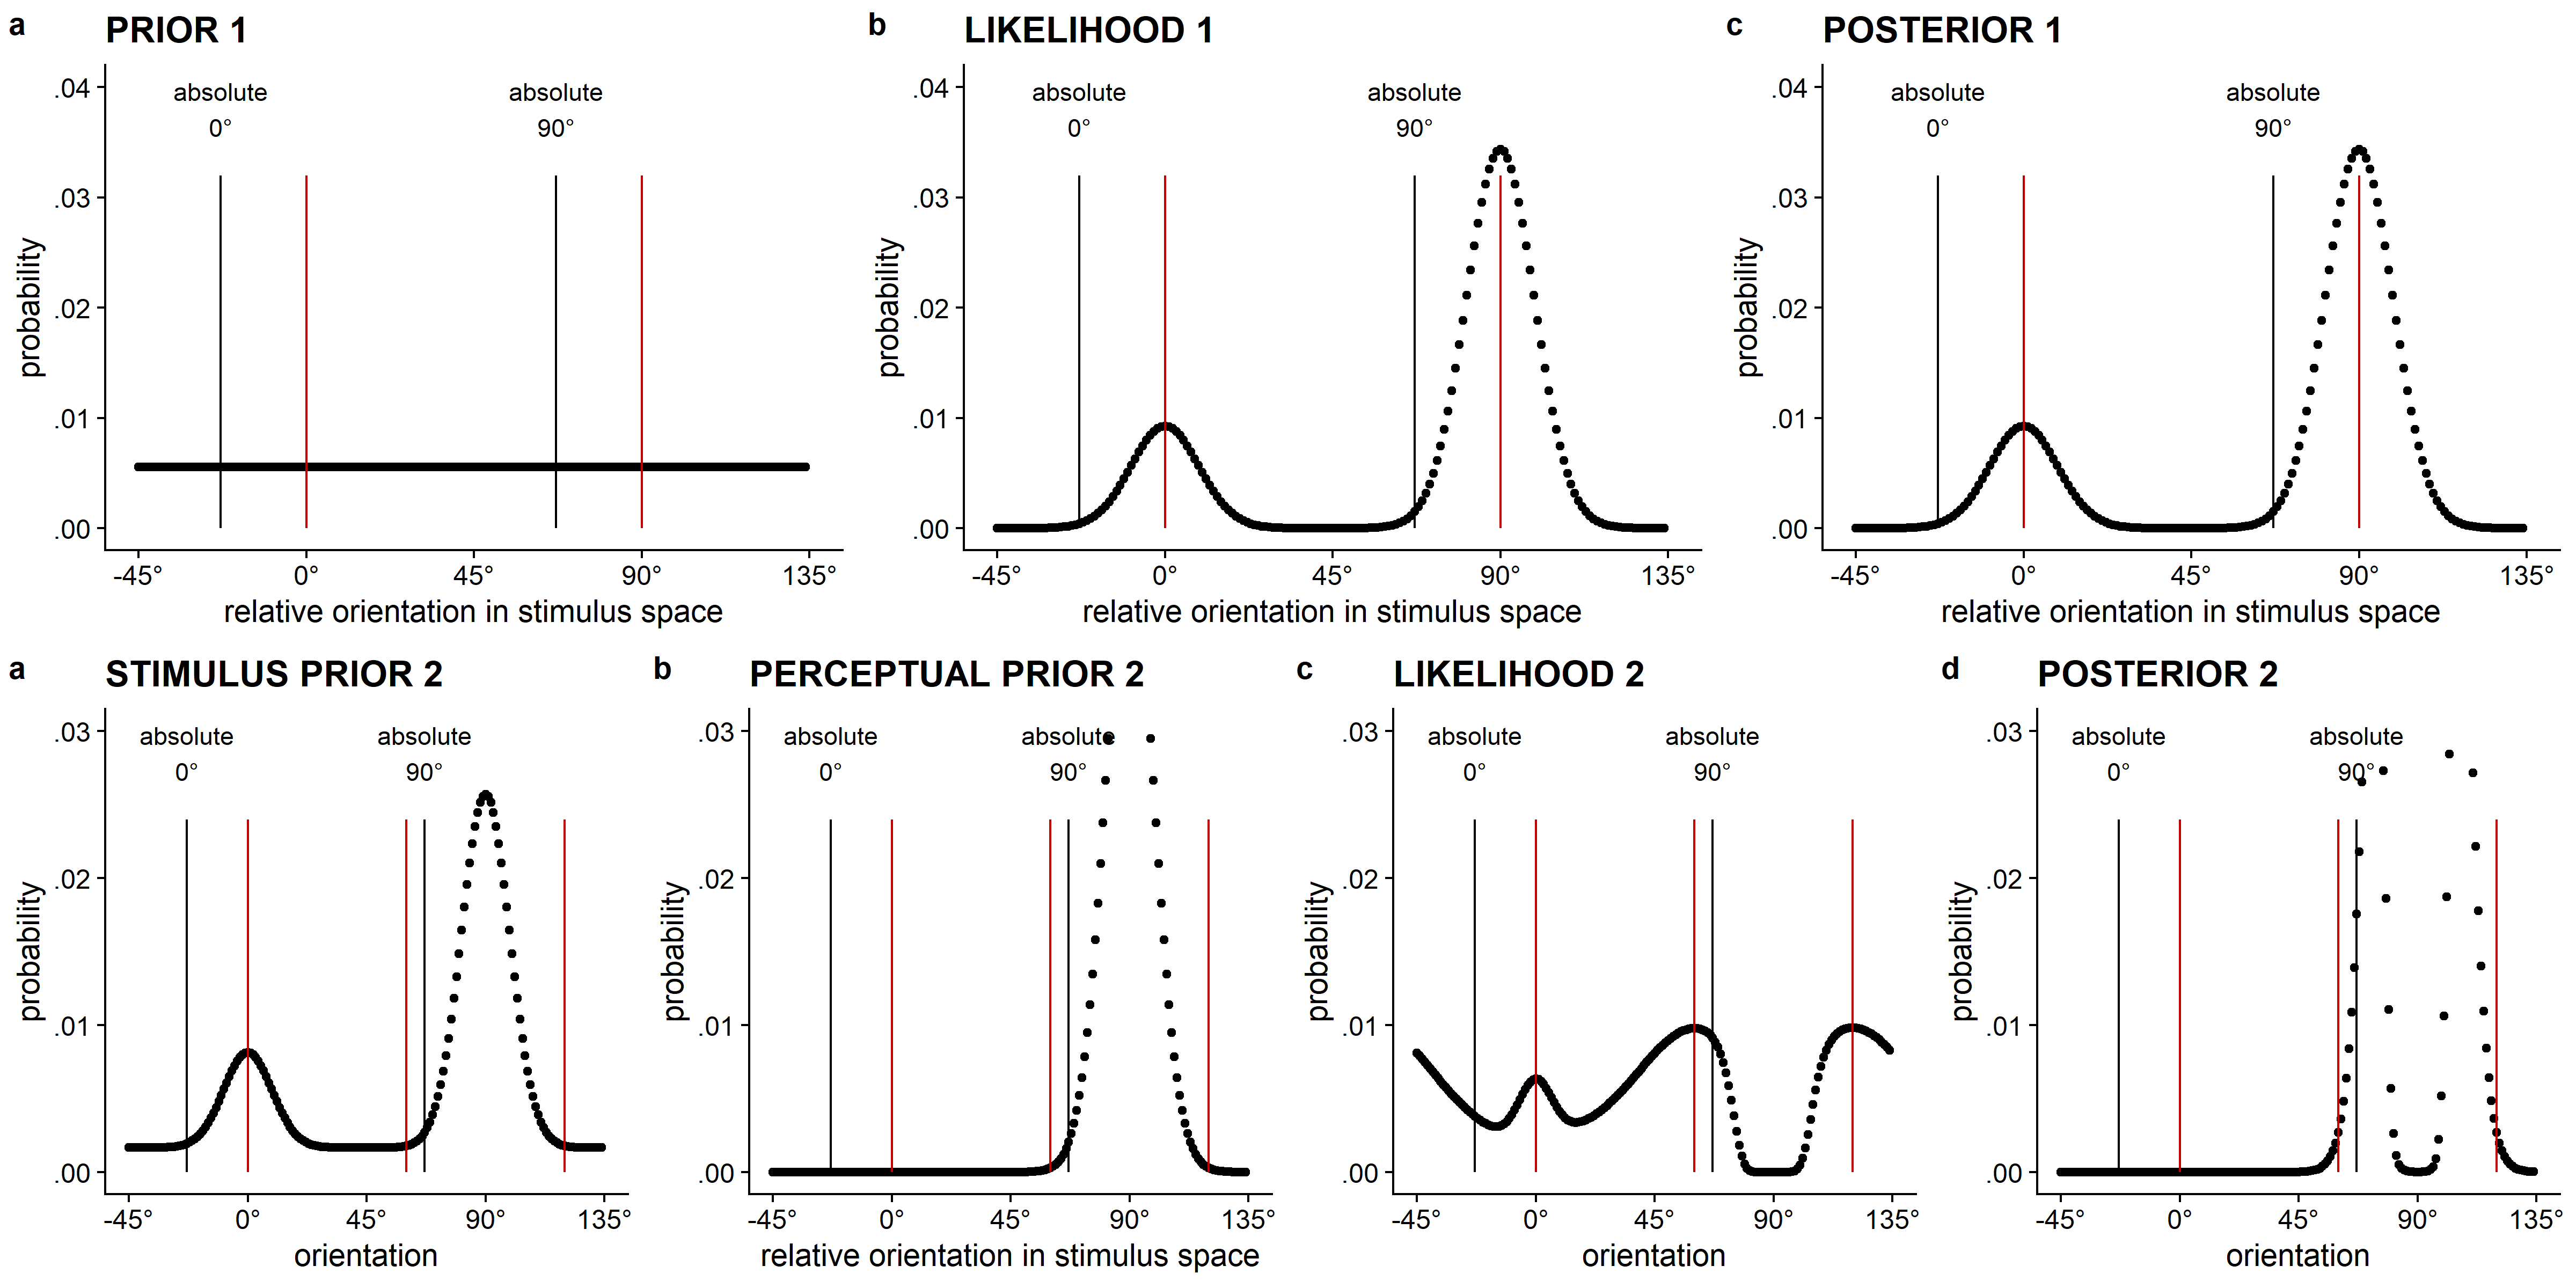 a PRIOR 1
absolute 0°
absolute 90°
.04
.03
.02
.01
.00
probability
-45° 0° 45° 90° 135°
relative orientation in stimulus space
b LIKELIHOOD 1
absolute 0°
absolute 90°
.04
.03
.02
.01
.00
probability
-45° 0° 45° 90° 135°
relative orientation in stimulus space
c POSTERIOR 1
absolute 0°
absolute 90°
.04
.03
.02
.01
.00
probability
-45° 0° 45° 90° 135°
relative orientation in stimulus space
a STIMULUS PRIOR 2
absolute 0°
absolute 90°
.03
.02
.01
.00
probability
-45° 0° 45° 90° 135°
orientation
b PERCEPTUAL PRIOR 2
absolute 0°
absolute 90°
.03
.02
.01
.00
probability
-45° 0° 45° 90° 135°
relative orientation in stimulus space
c LIKELIHOOD 2
absolute 0°
absolute 90°
.03
.02
.01
.00
probability
-45° 0° 45° 90° 135°
orientation
d POSTERIOR 2
absolute 0°
absolute 90°
.03
.02
.01
.00
probability
-45° 0° 45° 90° 135°
orientation